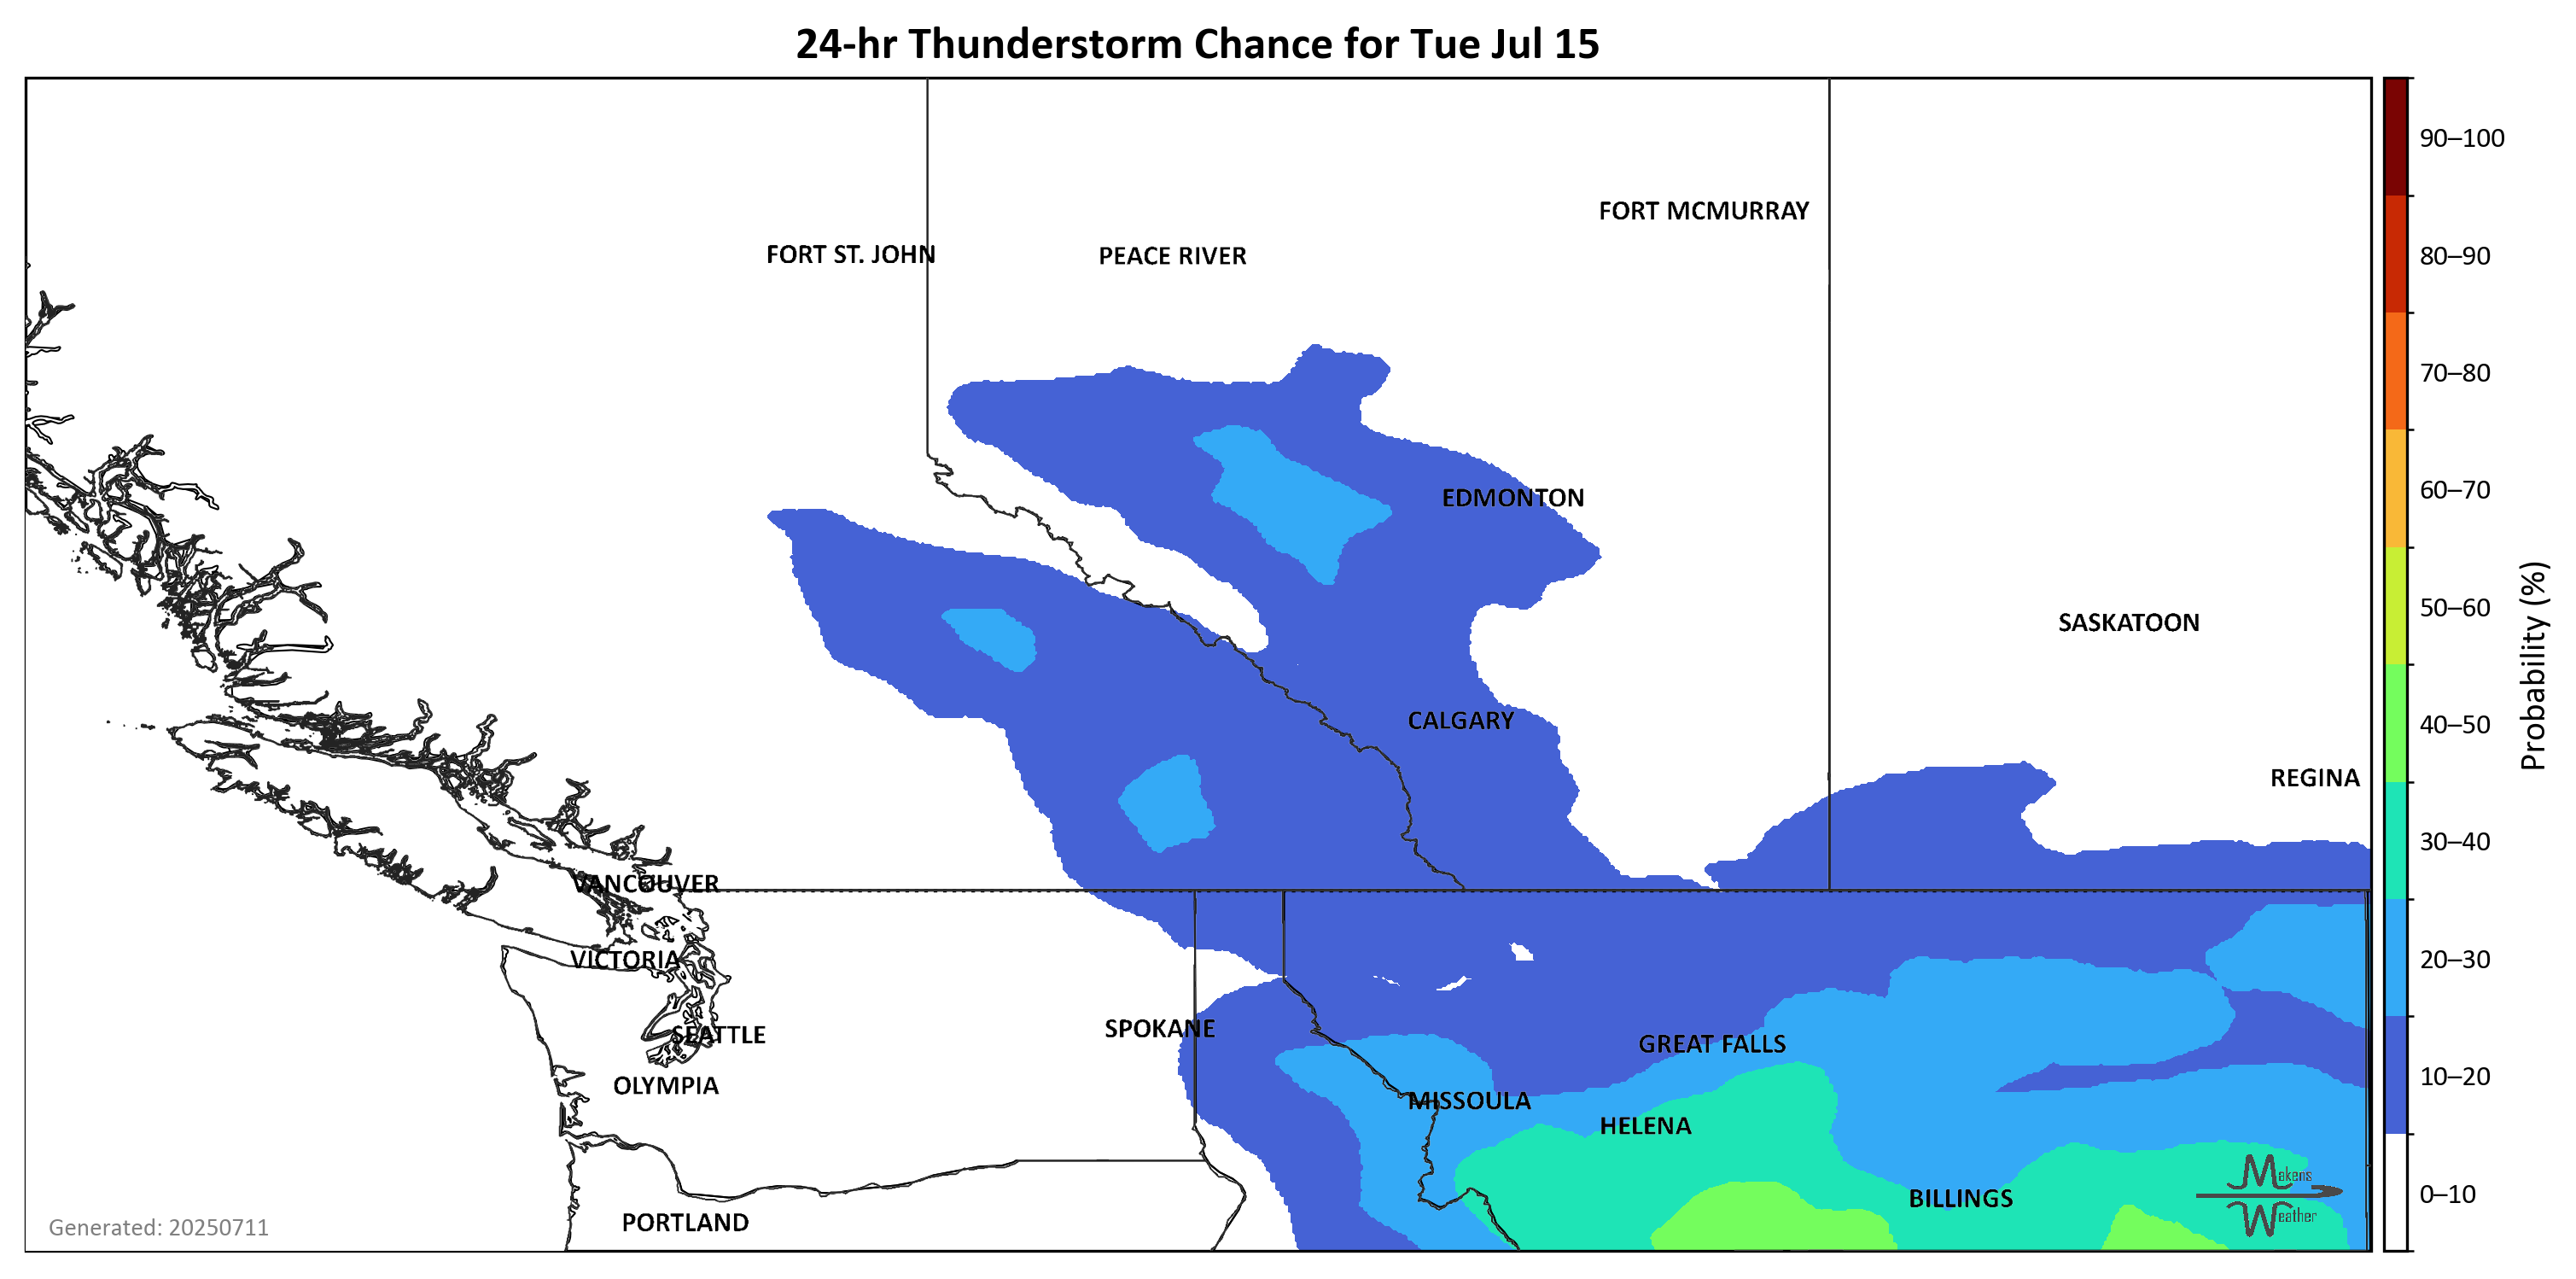 24-hr Thunderstorm Chance for Tue Jul 15
90–100
FORT MCMURRAY
FORT ST. JOHN
PEACE RIVER
80–90
70–80
60–70
EDMONTON
50–60
SASKATOON
Probability (%)
CALGARY
40–50
REGINA
30–40
VANCOUVER
VICTORIA
20–30
SPOKANE
SEATTLE
GREAT FALLS
10–20
OLYMPIA
MISSOULA
HELENA
Makens
Weather
BILLINGS
0–10
PORTLAND
Generated: 20250711